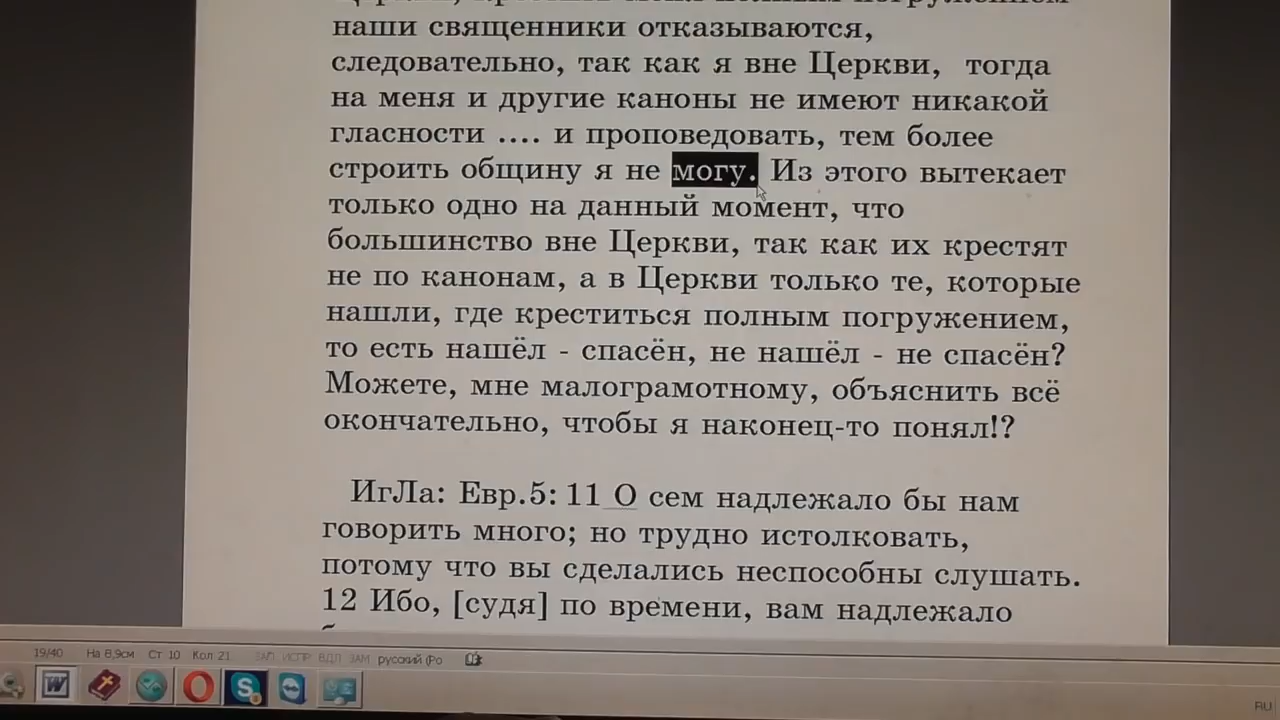 наши священники отказываются,
следовательно, так как я вне Церкви, тогда
на меня и другие каноны не имеют никакой
гласности .... и проповедовать, тем более
строить общину я не могу. Из этого вытекает
только одно на данный момент, что
большинство вне Церкви, так как их крестят
не по канонам, а в Церкви только те, которые
нашли, где креститься полным погружением,
то есть нашёл - спасён, не нашёл - не спасён?
Можете, мне малограмотному, объяснить всё
окончательно, чтобы я наконец-то понял!?
ИгЛа: Евр.5: 11 О сем надлежало бы нам
говорить много; но трудно истолковать,
потому что вы сделались неспособны слушать.
12 Ибо, [судя] по времени, вам надлежало
19/40 На 8,9см Ст 10 Кол 21 ЗАП ИСПР ВДЛ ЗАМ русский (Ро
RU